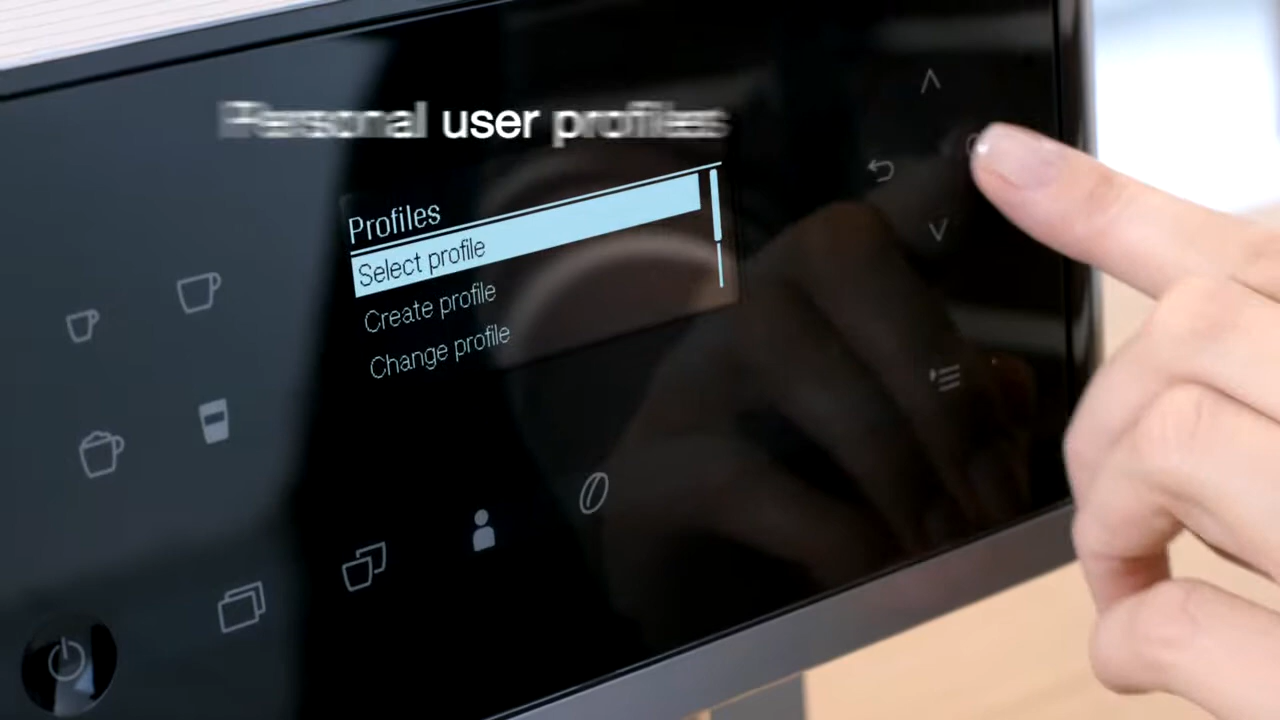 Personal user profiles
Profiles
Select profile
Create profile
Change profile